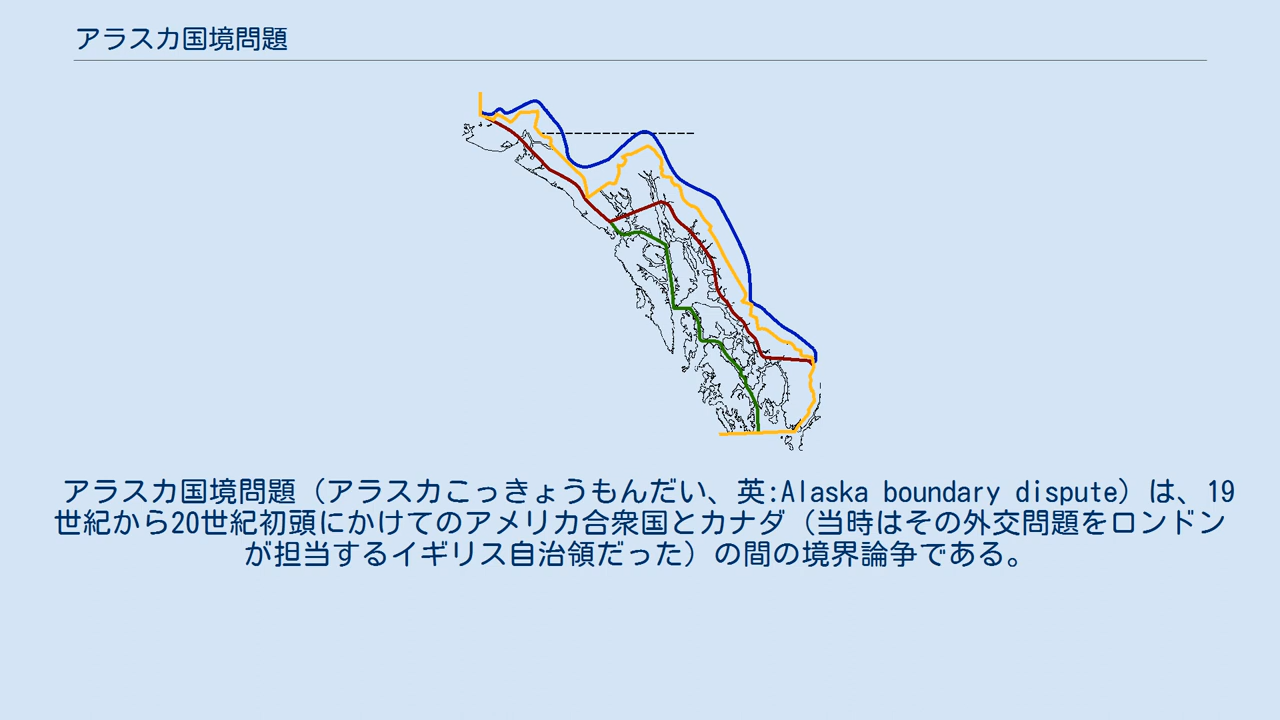 アラスカ国境問題
アラスカ国境問題（アラスカこっきょうもんだい、英:Alaska boundary dispute）は、19
世紀から20世紀初頭にかけてのアメリカ合衆国とカナダ（当時はその外交問題をロンドン
が担当するイギリス自治領だった）の間の境界論争である。